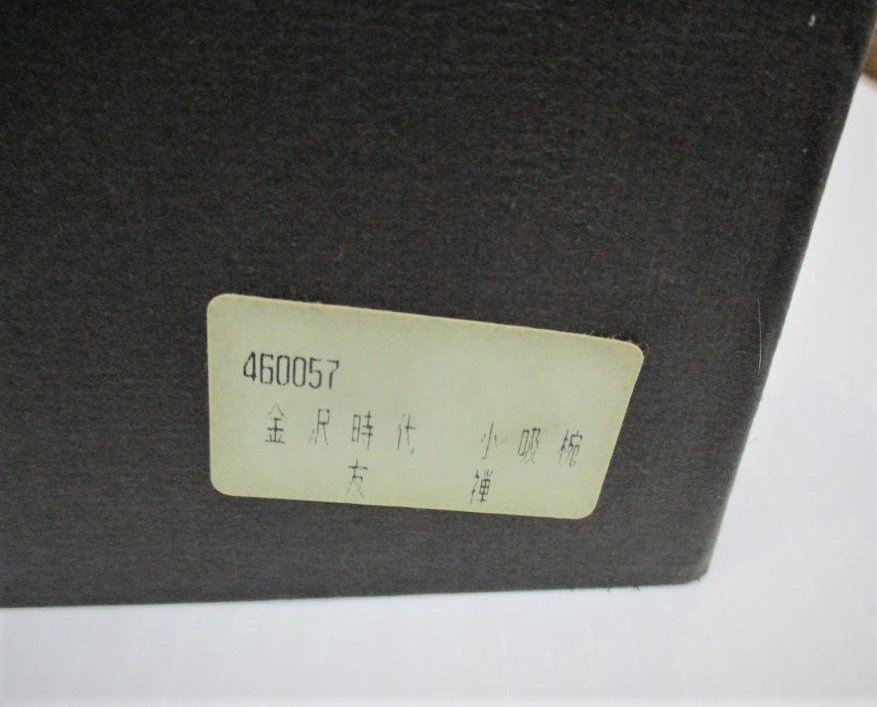 460057
金沢時代 小吸椀
友 禅